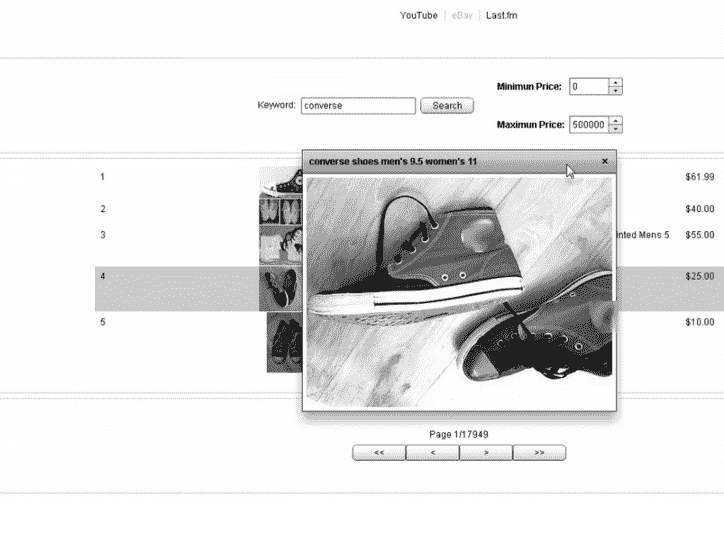 YouTube eBay Last.fm
Minimun Price: 0
Keyword: converse Search
Maximun Price: 500000
converse shoes men's 9.5 women's 11 ×
1 $61.99
2 $40.00
3 Mens 5 $55.00
4 $25.00
5 $10.00
Page 1/17949
<< < > >>